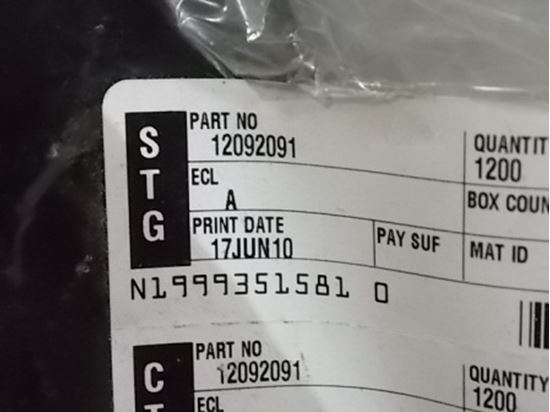 STG
PART NO
12092091
QUANTIT
1200
ECL
A
BOX COUN
PRINT DATE
17JUN10
PAY SUF
MAT ID
N1999351581 0
PART NO
12092091
QUANTITY
1200
C
ECL